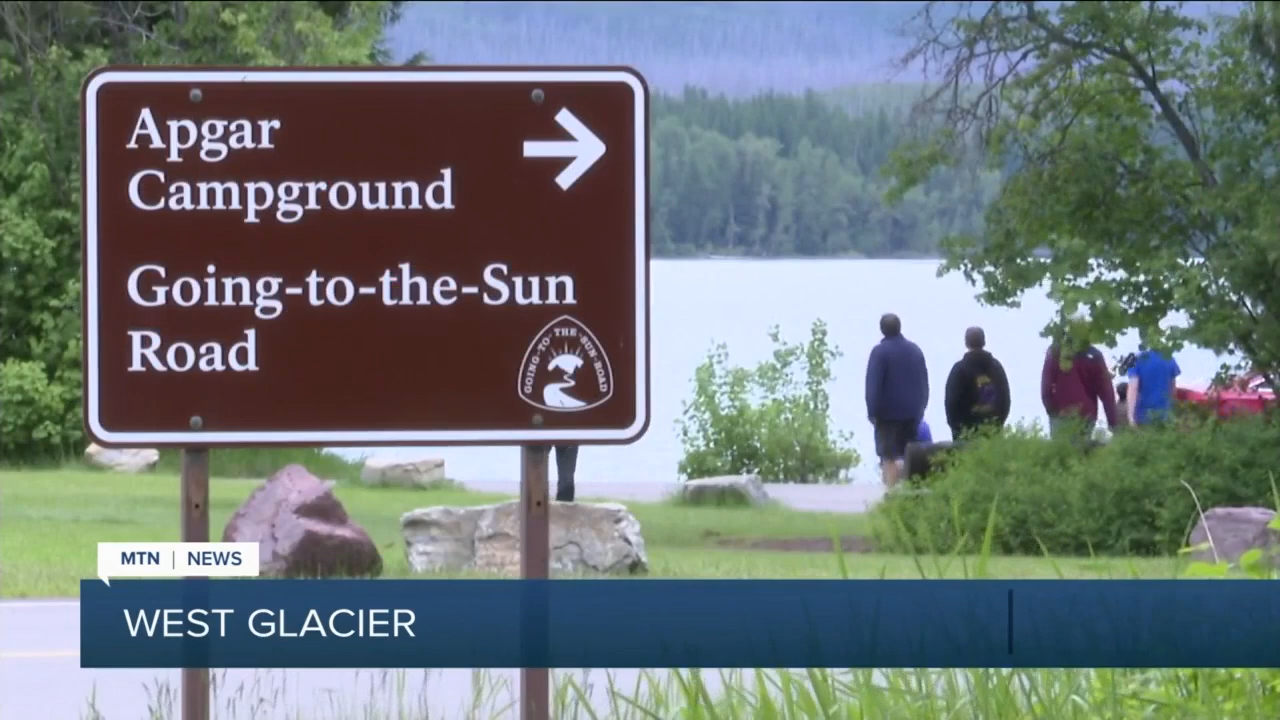 Apgar
Campground
Going-to-the-Sun
Road
GOING·TO·THE·SUN·ROAD
MTN | NEWS
WEST GLACIER